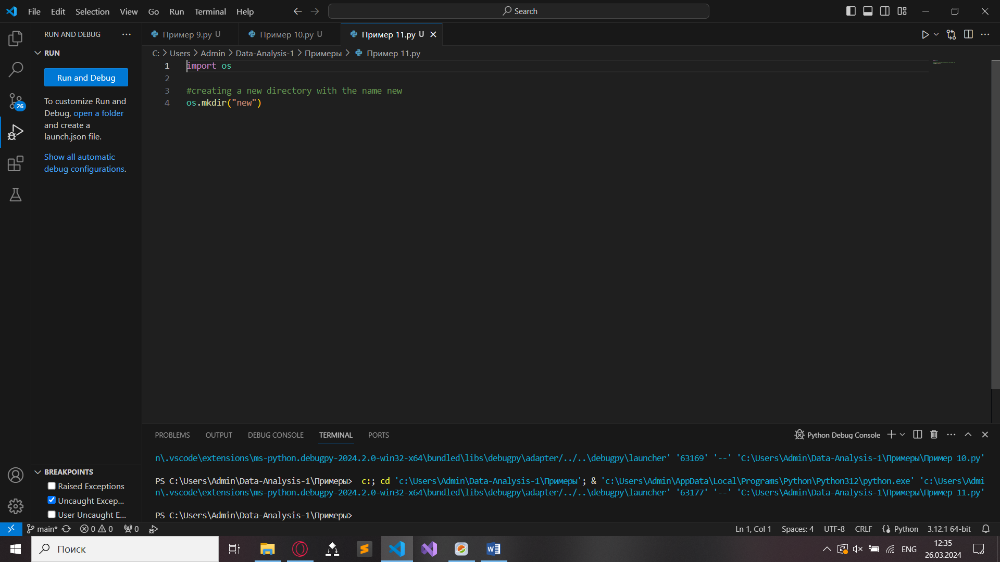 File Edit Selection View Go Run Terminal Help
Search
RUN AND DEBUG
RUN
Run and Debug
To customize Run and
Debug, open a folder
and create a
launch.json file.
Show all automatic
debug configurations.
26
Пример 9.py U
Пример 10.py U
Пример 11.py U
C: > Users > Admin > Data-Analysis-1 > Примеры > Пример 11.py
1 import os
2
3 #creating a new directory with the name new
4 os.mkdir("new")
PROBLEMS OUTPUT DEBUG CONSOLE TERMINAL PORTS
Python Debug Console
n\.vscode\extensions\ms-python.debugpy-2024.2.0-win32-x64\bundled\libs\debugpy\adapter/../..\debugpy\launcher' '63169' '--' 'C:\Users\Admin\Data-Analysis-1\Примеры\Пример 10.py'
PS C:\Users\Admin\Data-Analysis-1\Примеры>  c:; cd 'c:\Users\Admin\Data-Analysis-1\Примеры'; & 'c:\Users\Admin\AppData\Local\Programs\Python\Python312\python.exe' 'c:\Users\Admi
n\.vscode\extensions\ms-python.debugpy-2024.2.0-win32-x64\bundled\libs\debugpy\adapter/../..\debugpy\launcher' '63177' '--' 'C:\Users\Admin\Data-Analysis-1\Примеры\Пример 11.py'
PS C:\Users\Admin\Data-Analysis-1\Примеры>
BREAKPOINTS
Raised Exceptions
Uncaught Excep...
User Uncaught E...
main* 0 0 0
Ln 1, Col 1 Spaces: 4 UTF-8 CRLF Python 3.12.1 64-bit
Поиск
ENG
12:35
26.03.2024